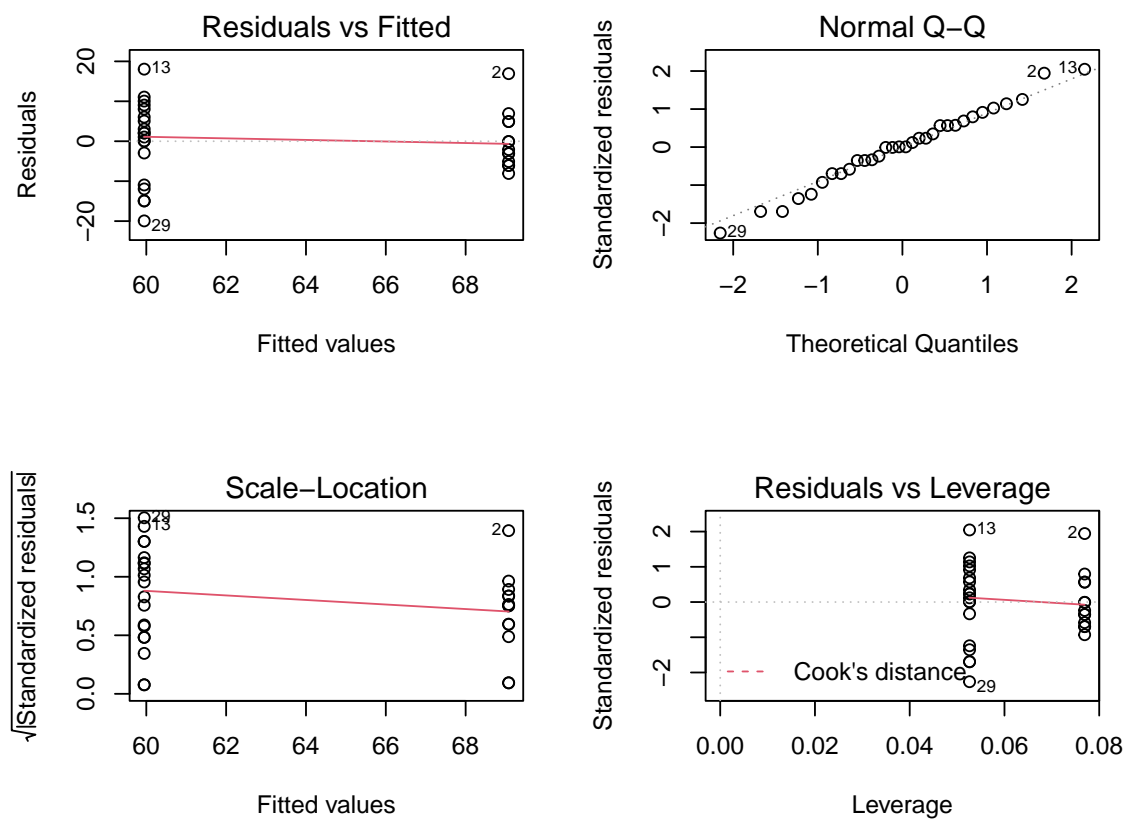 Residuals vs Fitted
Residuals
20
0
−20
13
2
29
60 62 64 66 68
Fitted values
Normal Q−Q
Standardized residuals
2
1
0
−2
2
13
29
−2 −1 0 1 2
Theoretical Quantiles
Scale−Location
√|Standardized residuals|
1.5
1.0
0.5
0.0
29
13
2
60 62 64 66 68
Fitted values
Residuals vs Leverage
Standardized residuals
2
1
0
−2
13
2
Cook's distance
29
0.00 0.02 0.04 0.06 0.08
Leverage